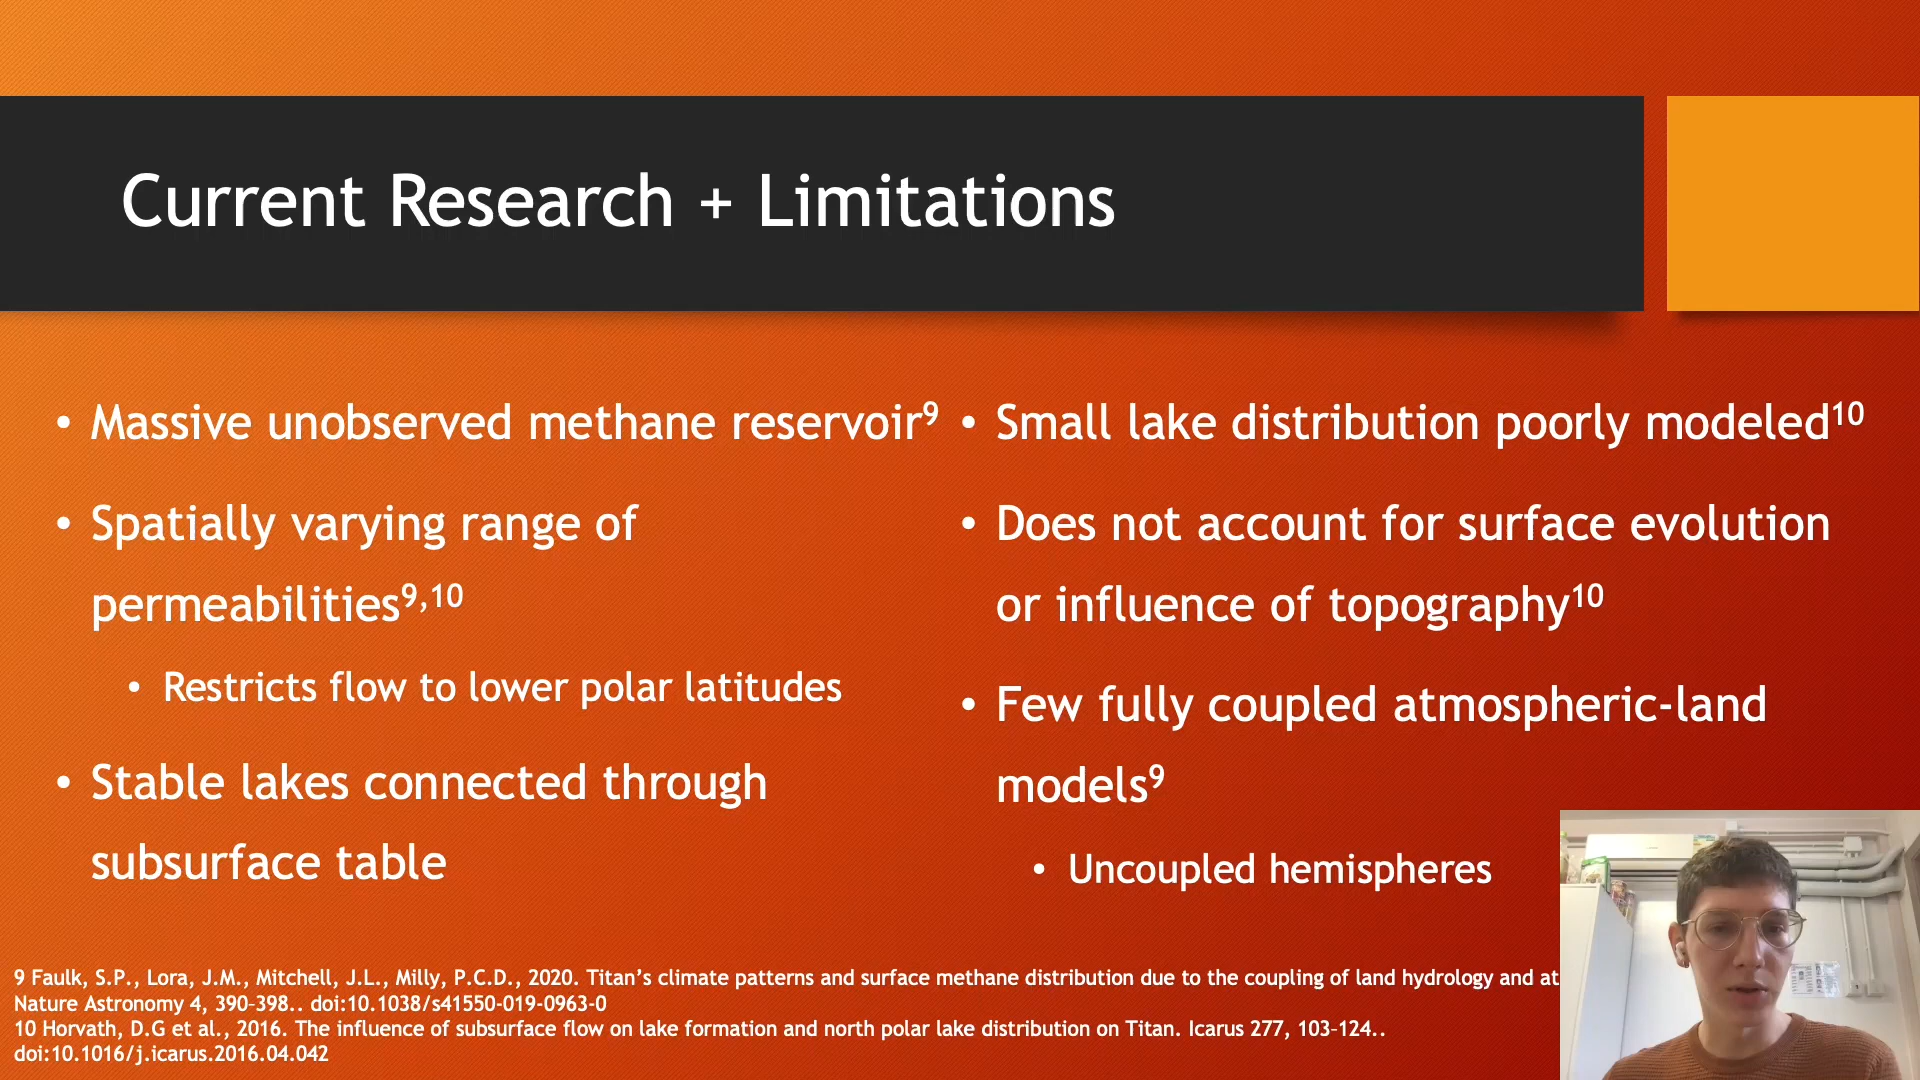 Current Research + Limitations
• Massive unobserved methane reservoir⁹
• Spatially varying range of
permeabilities⁹,¹⁰
• Restricts flow to lower polar latitudes
• Stable lakes connected through
subsurface table
• Small lake distribution poorly modeled¹⁰
• Does not account for surface evolution
or influence of topography¹⁰
• Few fully coupled atmospheric-land
models⁹
• Uncoupled hemispheres
9 Faulk, S.P., Lora, J.M., Mitchell, J.L., Milly, P.C.D., 2020. Titan’s climate patterns and surface methane distribution due to the coupling of land hydrology and at
Nature Astronomy 4, 390–398.. doi:10.1038/s41550-019-0963-0
10 Horvath, D.G et al., 2016. The influence of subsurface flow on lake formation and north polar lake distribution on Titan. Icarus 277, 103–124..
doi:10.1016/j.icarus.2016.04.042